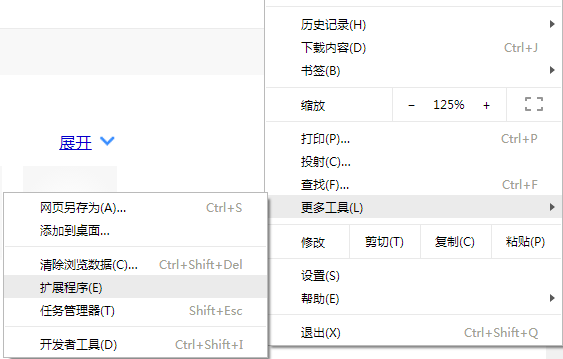 历史记录(H)
下载内容(D) Ctrl+J
书签(B)
缩放 − 125% +
打印(P)... Ctrl+P
投射(C)...
查找(F)... Ctrl+F
更多工具(L)
修改 剪切(T) 复制(C) 粘贴(P)
设置(S)
帮助(E)
退出(X) Ctrl+Shift+Q
展开
网页另存为(A)... Ctrl+S
添加到桌面...
清除浏览数据(C)... Ctrl+Shift+Del
扩展程序(E)
任务管理器(T) Shift+Esc
开发者工具(D) Ctrl+Shift+I